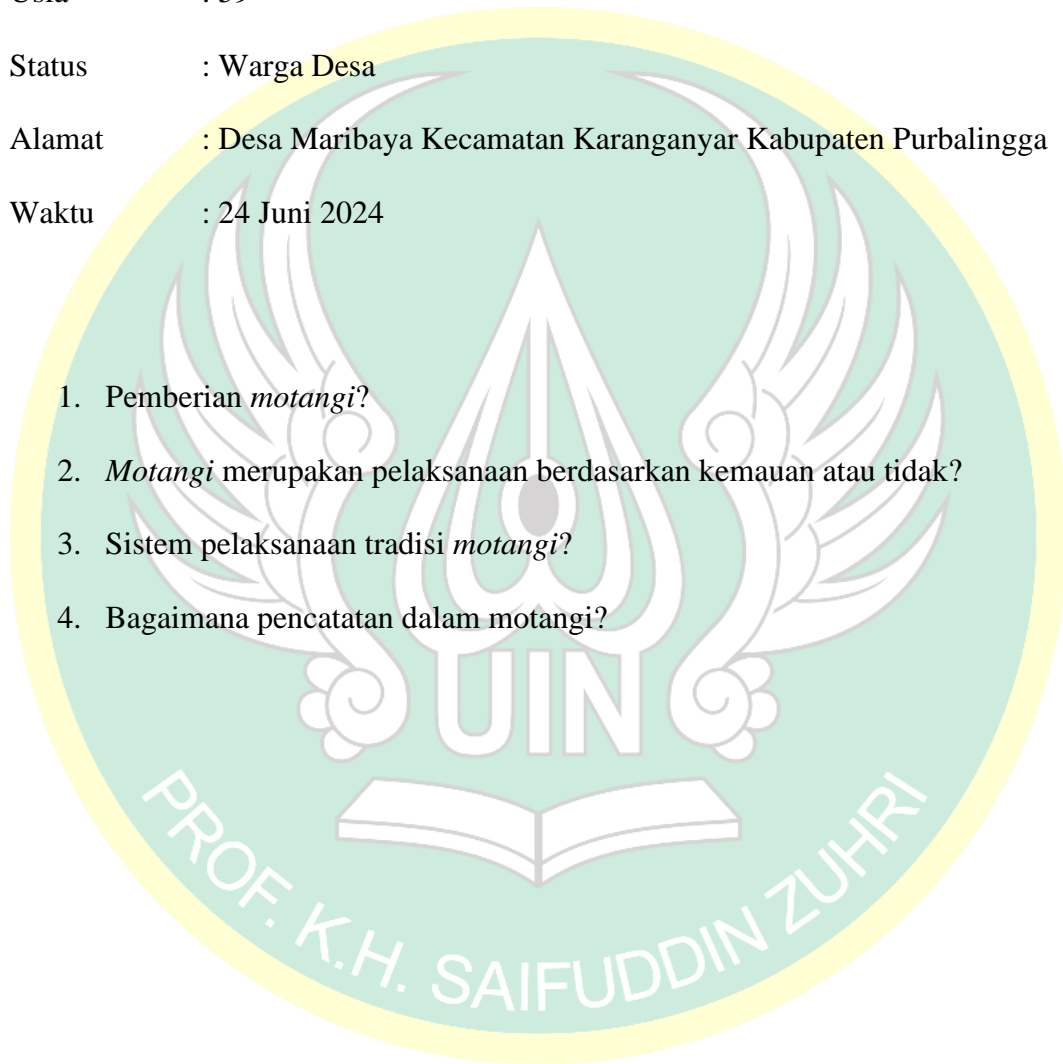 Status : Warga Desa
Alamat : Desa Maribaya Kecamatan Karanganyar Kabupaten Purbalingga
Waktu : 24 Juni 2024
1. Pemberian motangi?
2. Motangi merupakan pelaksanaan berdasarkan kemauan atau tidak?
3. Sistem pelaksanaan tradisi motangi?
4. Bagaimana pencatatan dalam motangi?
UIN
PROF. K.H. SAIFUDDIN ZUHRI